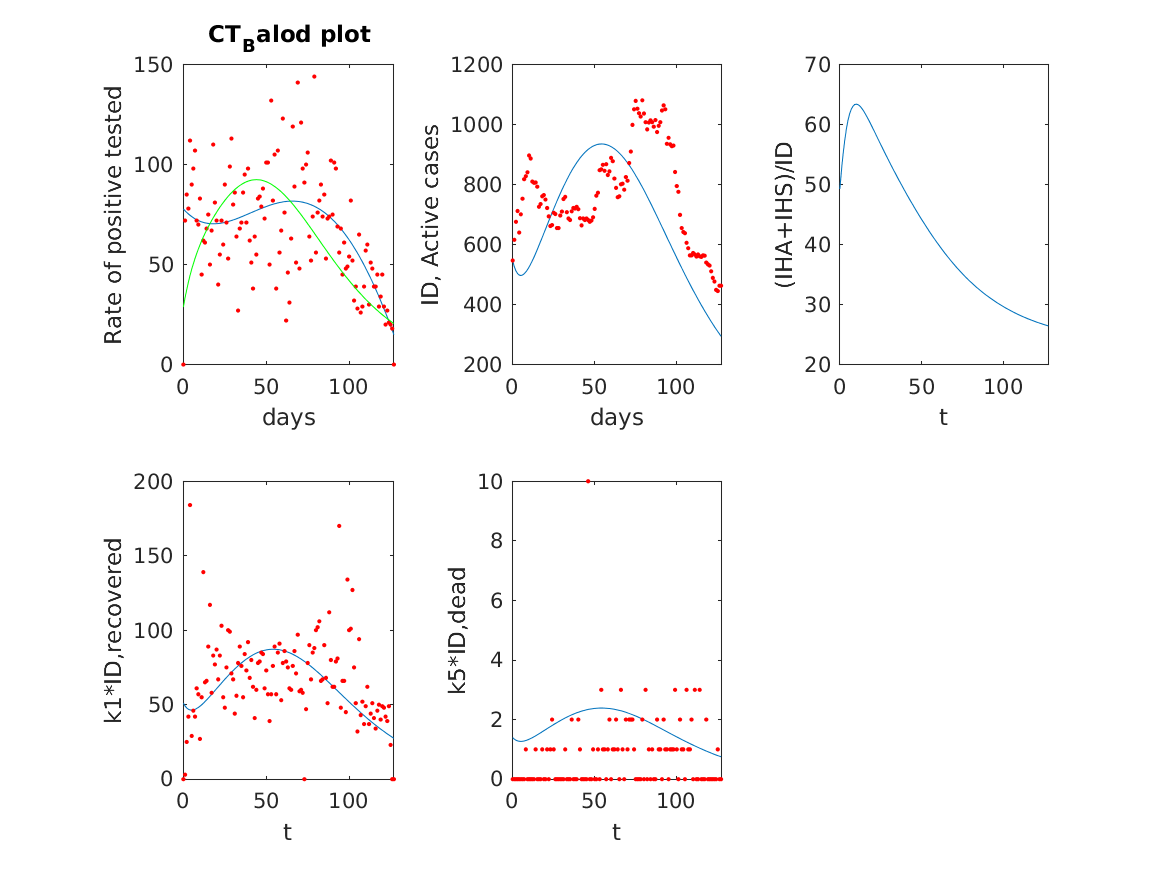 CT_Balod plot
150
100
50
0
0 50 100
days
Rate of positive tested
1200
1000
800
600
400
200
0 50 100
days
ID, Active cases
70
60
50
40
30
20
0 50 100
t
(IHA+IHS)/ID
200
150
100
50
0
0 50 100
t
k1*ID,recovered
10
8
6
4
2
0
0 50 100
t
k5*ID,dead